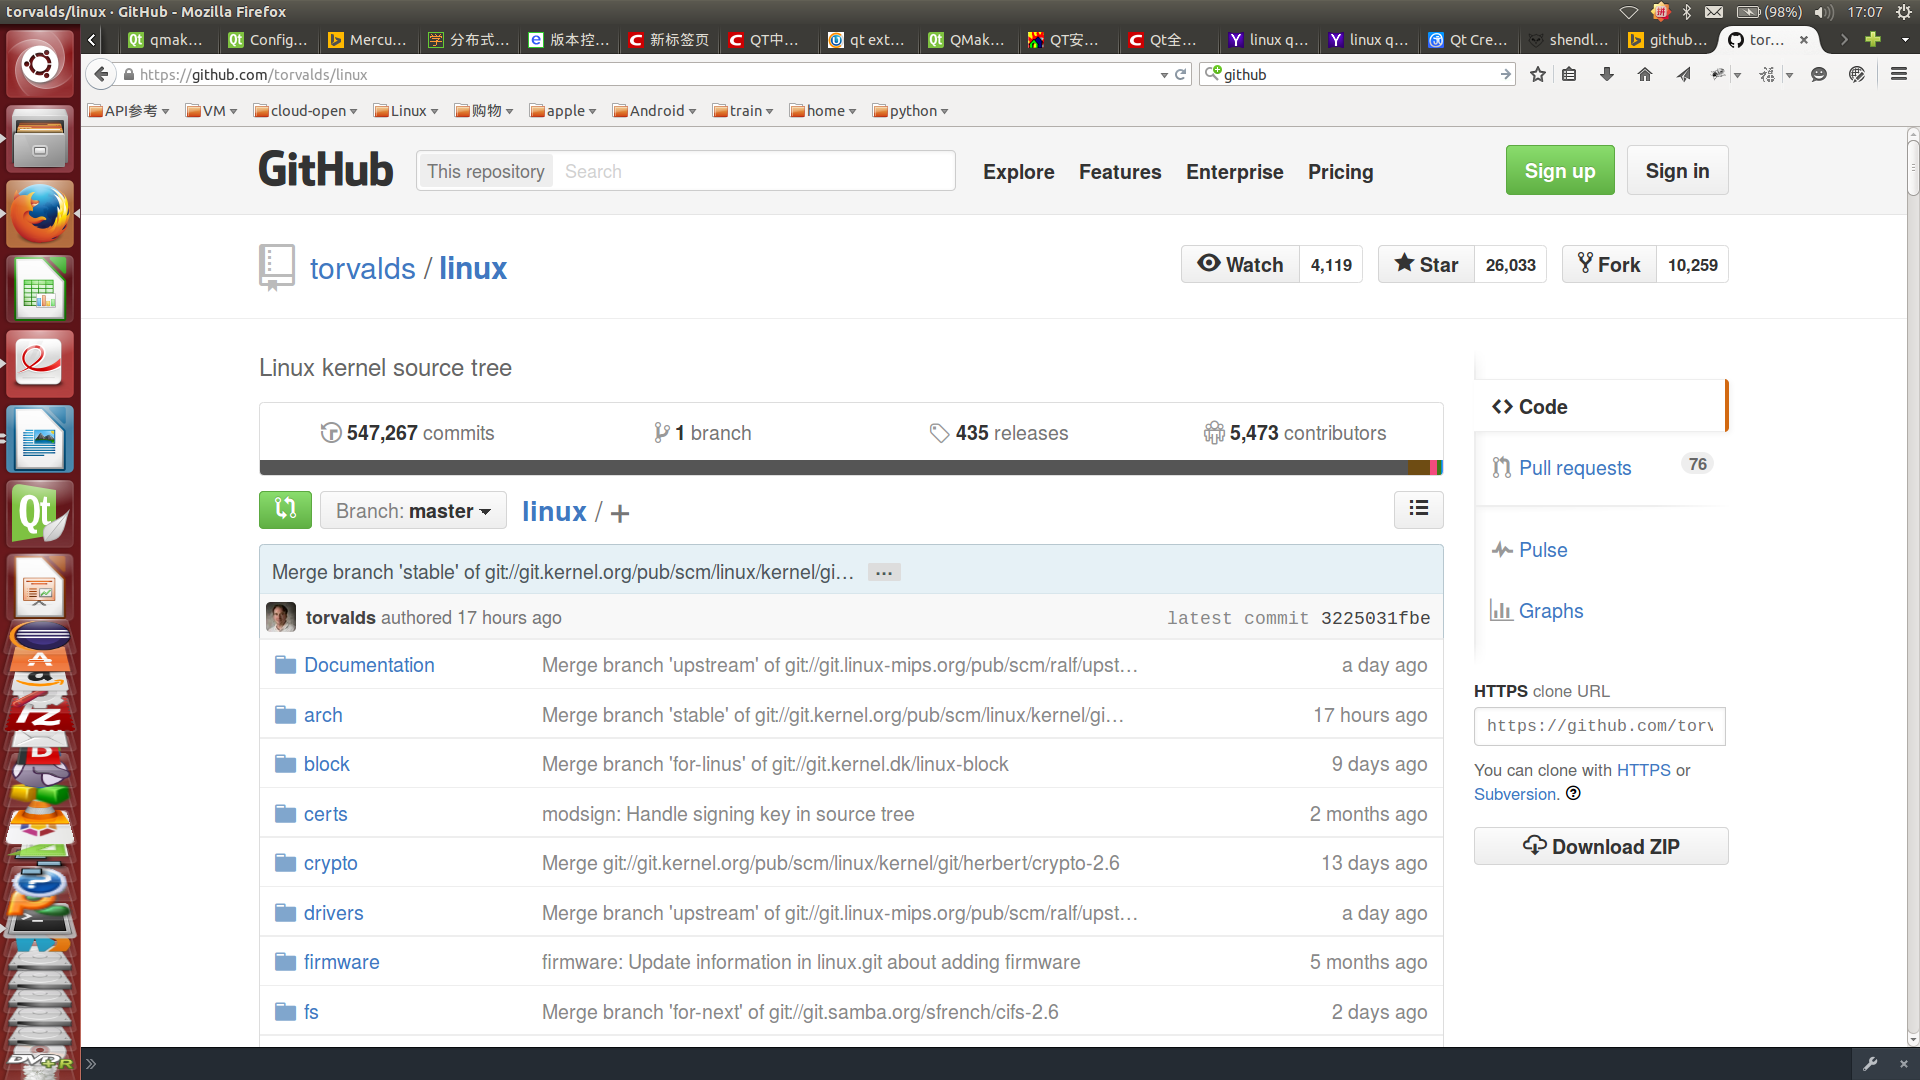 torvalds/linux · GitHub - Mozilla Firefox
(98%) 17:07
qmak... Config... Mercu... 分布式... 版本控... 新标签页 QT中... qt ext... QMak... QT安... Qt全... linux q... linux q... Qt Cre... shendl... github... tor...
https://github.com/torvalds/linux
github
API参考 VM cloud-open Linux 购物 apple Android train home python
GitHub This repository Search Explore Features Enterprise Pricing Sign up Sign in
torvalds / linux Watch 4,119 Star 26,033 Fork 10,259
Linux kernel source tree
547,267 commits 1 branch 435 releases 5,473 contributors
Branch: master linux / +
Merge branch 'stable' of git://git.kernel.org/pub/scm/linux/kernel/gi… …
torvalds authored 17 hours ago latest commit 3225031fbe
Documentation Merge branch 'upstream' of git://git.linux-mips.org/pub/scm/ralf/upst… a day ago
arch Merge branch 'stable' of git://git.kernel.org/pub/scm/linux/kernel/gi… 17 hours ago
block Merge branch 'for-linus' of git://git.kernel.dk/linux-block 9 days ago
certs modsign: Handle signing key in source tree 2 months ago
crypto Merge git://git.kernel.org/pub/scm/linux/kernel/git/herbert/crypto-2.6 13 days ago
drivers Merge branch 'upstream' of git://git.linux-mips.org/pub/scm/ralf/upst… a day ago
firmware firmware: Update information in linux.git about adding firmware 5 months ago
fs Merge branch 'for-next' of git://git.samba.org/sfrench/cifs-2.6 2 days ago
Code
Pull requests 76
Pulse
Graphs
HTTPS clone URL
https://github.com/torv
You can clone with HTTPS or
Subversion.
Download ZIP